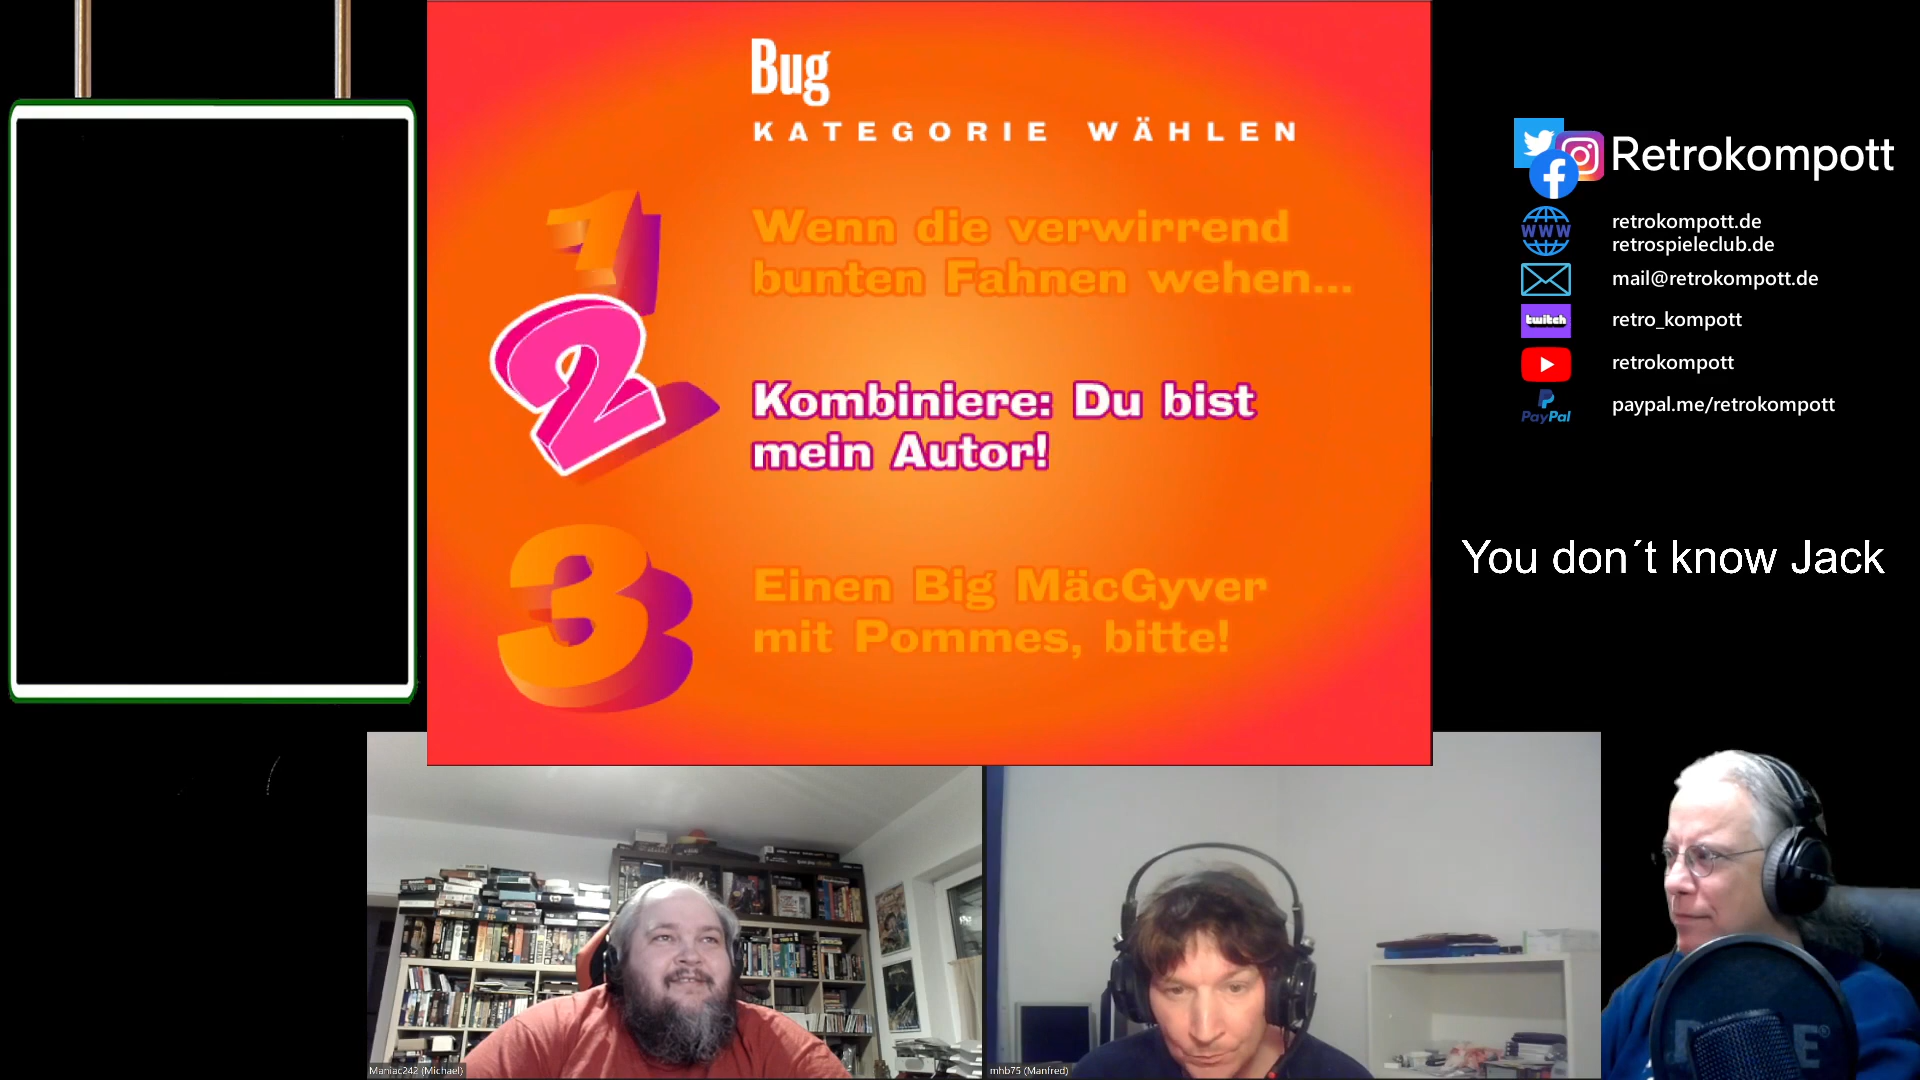 Bug
KATEGORIE WÄHLEN
1
Wenn die verwirrend
bunten Fahnen wehen...
2
Kombiniere: Du bist
mein Autor!
3
Einen Big MäcGyver
mit Pommes, bitte!
Retrokompott
www
retrokompott.de
retrospieleclub.de
mail@retrokompott.de
twitch
retro_kompott
retrokompott
PayPal
paypal.me/retrokompott
You don´t know Jack
Maniac242 (Michael)
mhb75 (Manfred)